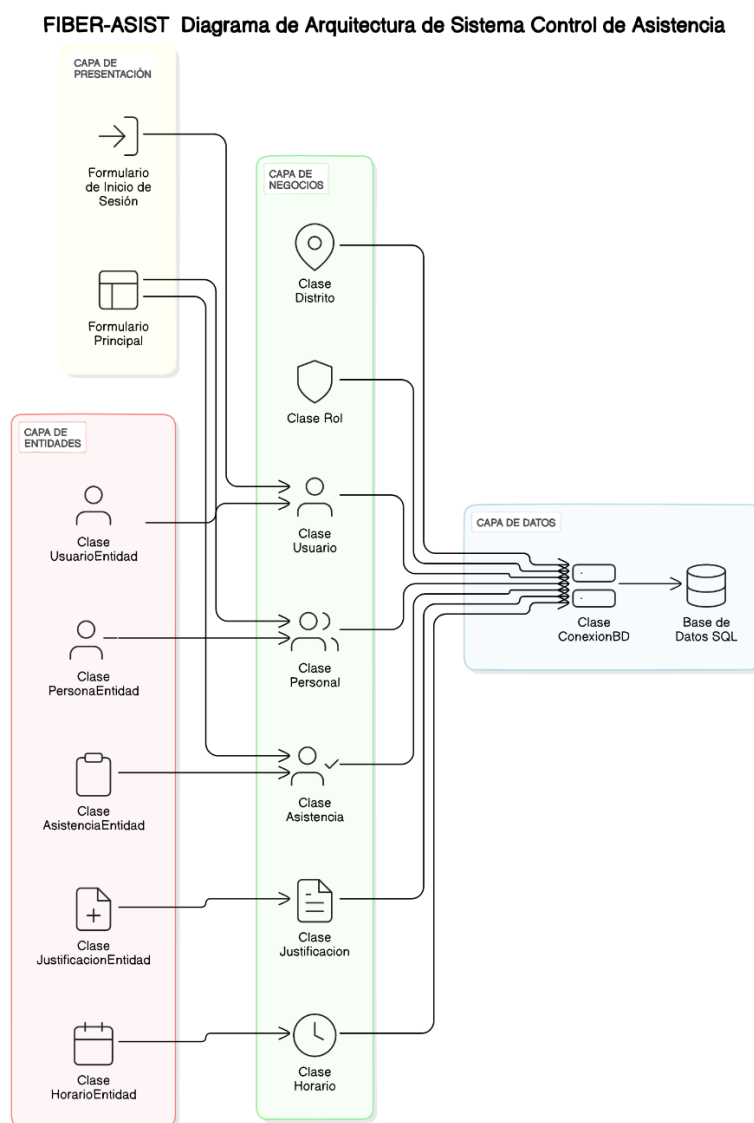 FIBER-ASIST Diagrama de Arquitectura de Sistema Control de Asistencia
CAPA DE
PRESENTACIÓN
Formulario
de Inicio de
Sesión
Formulario
Principal
CAPA DE
ENTIDADES
Clase
UsuarioEntidad
Clase
PersonaEntidad
Clase
AsistenciaEntidad
Clase
JustificacionEntidad
Clase
HorarioEntidad
CAPA DE
NEGOCIOS
Clase
Distrito
Clase Rol
Clase
Usuario
Clase
Personal
Clase
Asistencia
Clase
Justificacion
Clase
Horario
CAPA DE DATOS
Clase
ConexionBD
Base de
Datos SQL